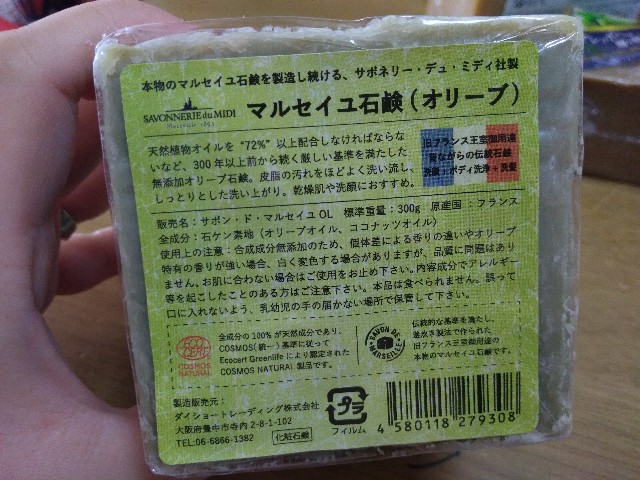 本物のマルセイユ石鹸を製造し続ける、サボネリー・デュ・ミディ社製
SAVONNERIE du MIDI
マルセイユ石鹸(オリーブ)
天然植物オイルを"72%"以上配合しなければならな
いなど、300年以上前から続く厳しい基準を満たした
無添加オリーブ石鹸。皮脂の汚れをほどよく洗い流し、
しっとりとした洗い上がり。乾燥肌や洗顔におすすめ。
旧フランス王室御用達
昔ながらの伝統石鹸
洗顔+ボディ洗浄+洗髪
販売名:サボン・ド・マルセイユOL 標準重量:300g 原産国:フランス
全成分:石ケン素地(オリーブオイル、ココナッツオイル)
使用上の注意:合成成分無添加のため、個体差による香りの違いやオリーブ
特有の香りが強い場合、白く変色する場合がありますが、品質に問題はあり
ません。お肌に合わない場合はご使用をお止め下さい。内容成分でアレルギー
等を起こしたことのある方はご注意下さい。本品は食べられません。誤って
口に入れないよう、乳幼児の手の届かない場所で保管して下さい。
ECO
CERT
COSMOS
NATURAL
全成分の100%が天然成分であり、
COSMOS(統一)基準に従って
Ecocert Greenlifeにより認定された
COSMOS NATURAL 製品です。
SAVON DE
MARSEILLE
伝統的な基準を満たし、
釜炊き製法で作られた
旧フランス王室御用達の
本物のマルセイユ石鹸です。
製造販売元:
ダイショートレーディング株式会社
大阪府豊中市寺内2-8-1-102
TEL:06-6866-1382
化粧石鹸
プラ
フィルム
4 580118 279308